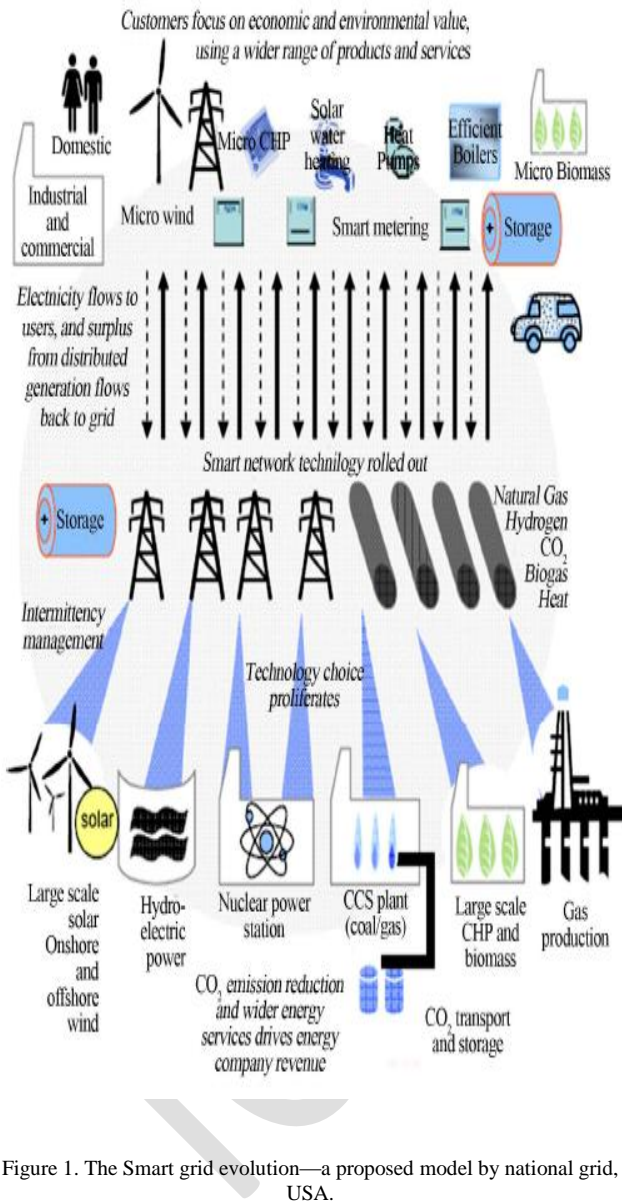 Customers focus on economic and environmental value,
using a wider range of products and services
Domestic
Industrial
and
commercial
Micro wind
Micro CHP
Solar
water
heating
Heat
Pumps
Efficient
Boilers
Micro Biomass
Smart metering
Storage
Electricity flows to
users, and surplus
from distributed
generation flows
back to grid
Smart network technilogy rolled out
Storage
Natural Gas
Hydrogen
CO₂
Biogas
Heat
Intermittency
management
Technology choice
proliferates
solar
Large scale
solar
Onshore
and
offshore
wind
Hydro-
electric
power
Nuclear power
station
CCS plant
(coal/gas)
Large scale
CHP and
biomass
Gas
production
CO₂ emission reduction
and wider energy
services drives energy
company revenue
CO₂ transport
and storage
Figure 1. The Smart grid evolution—a proposed model by national grid,
USA.